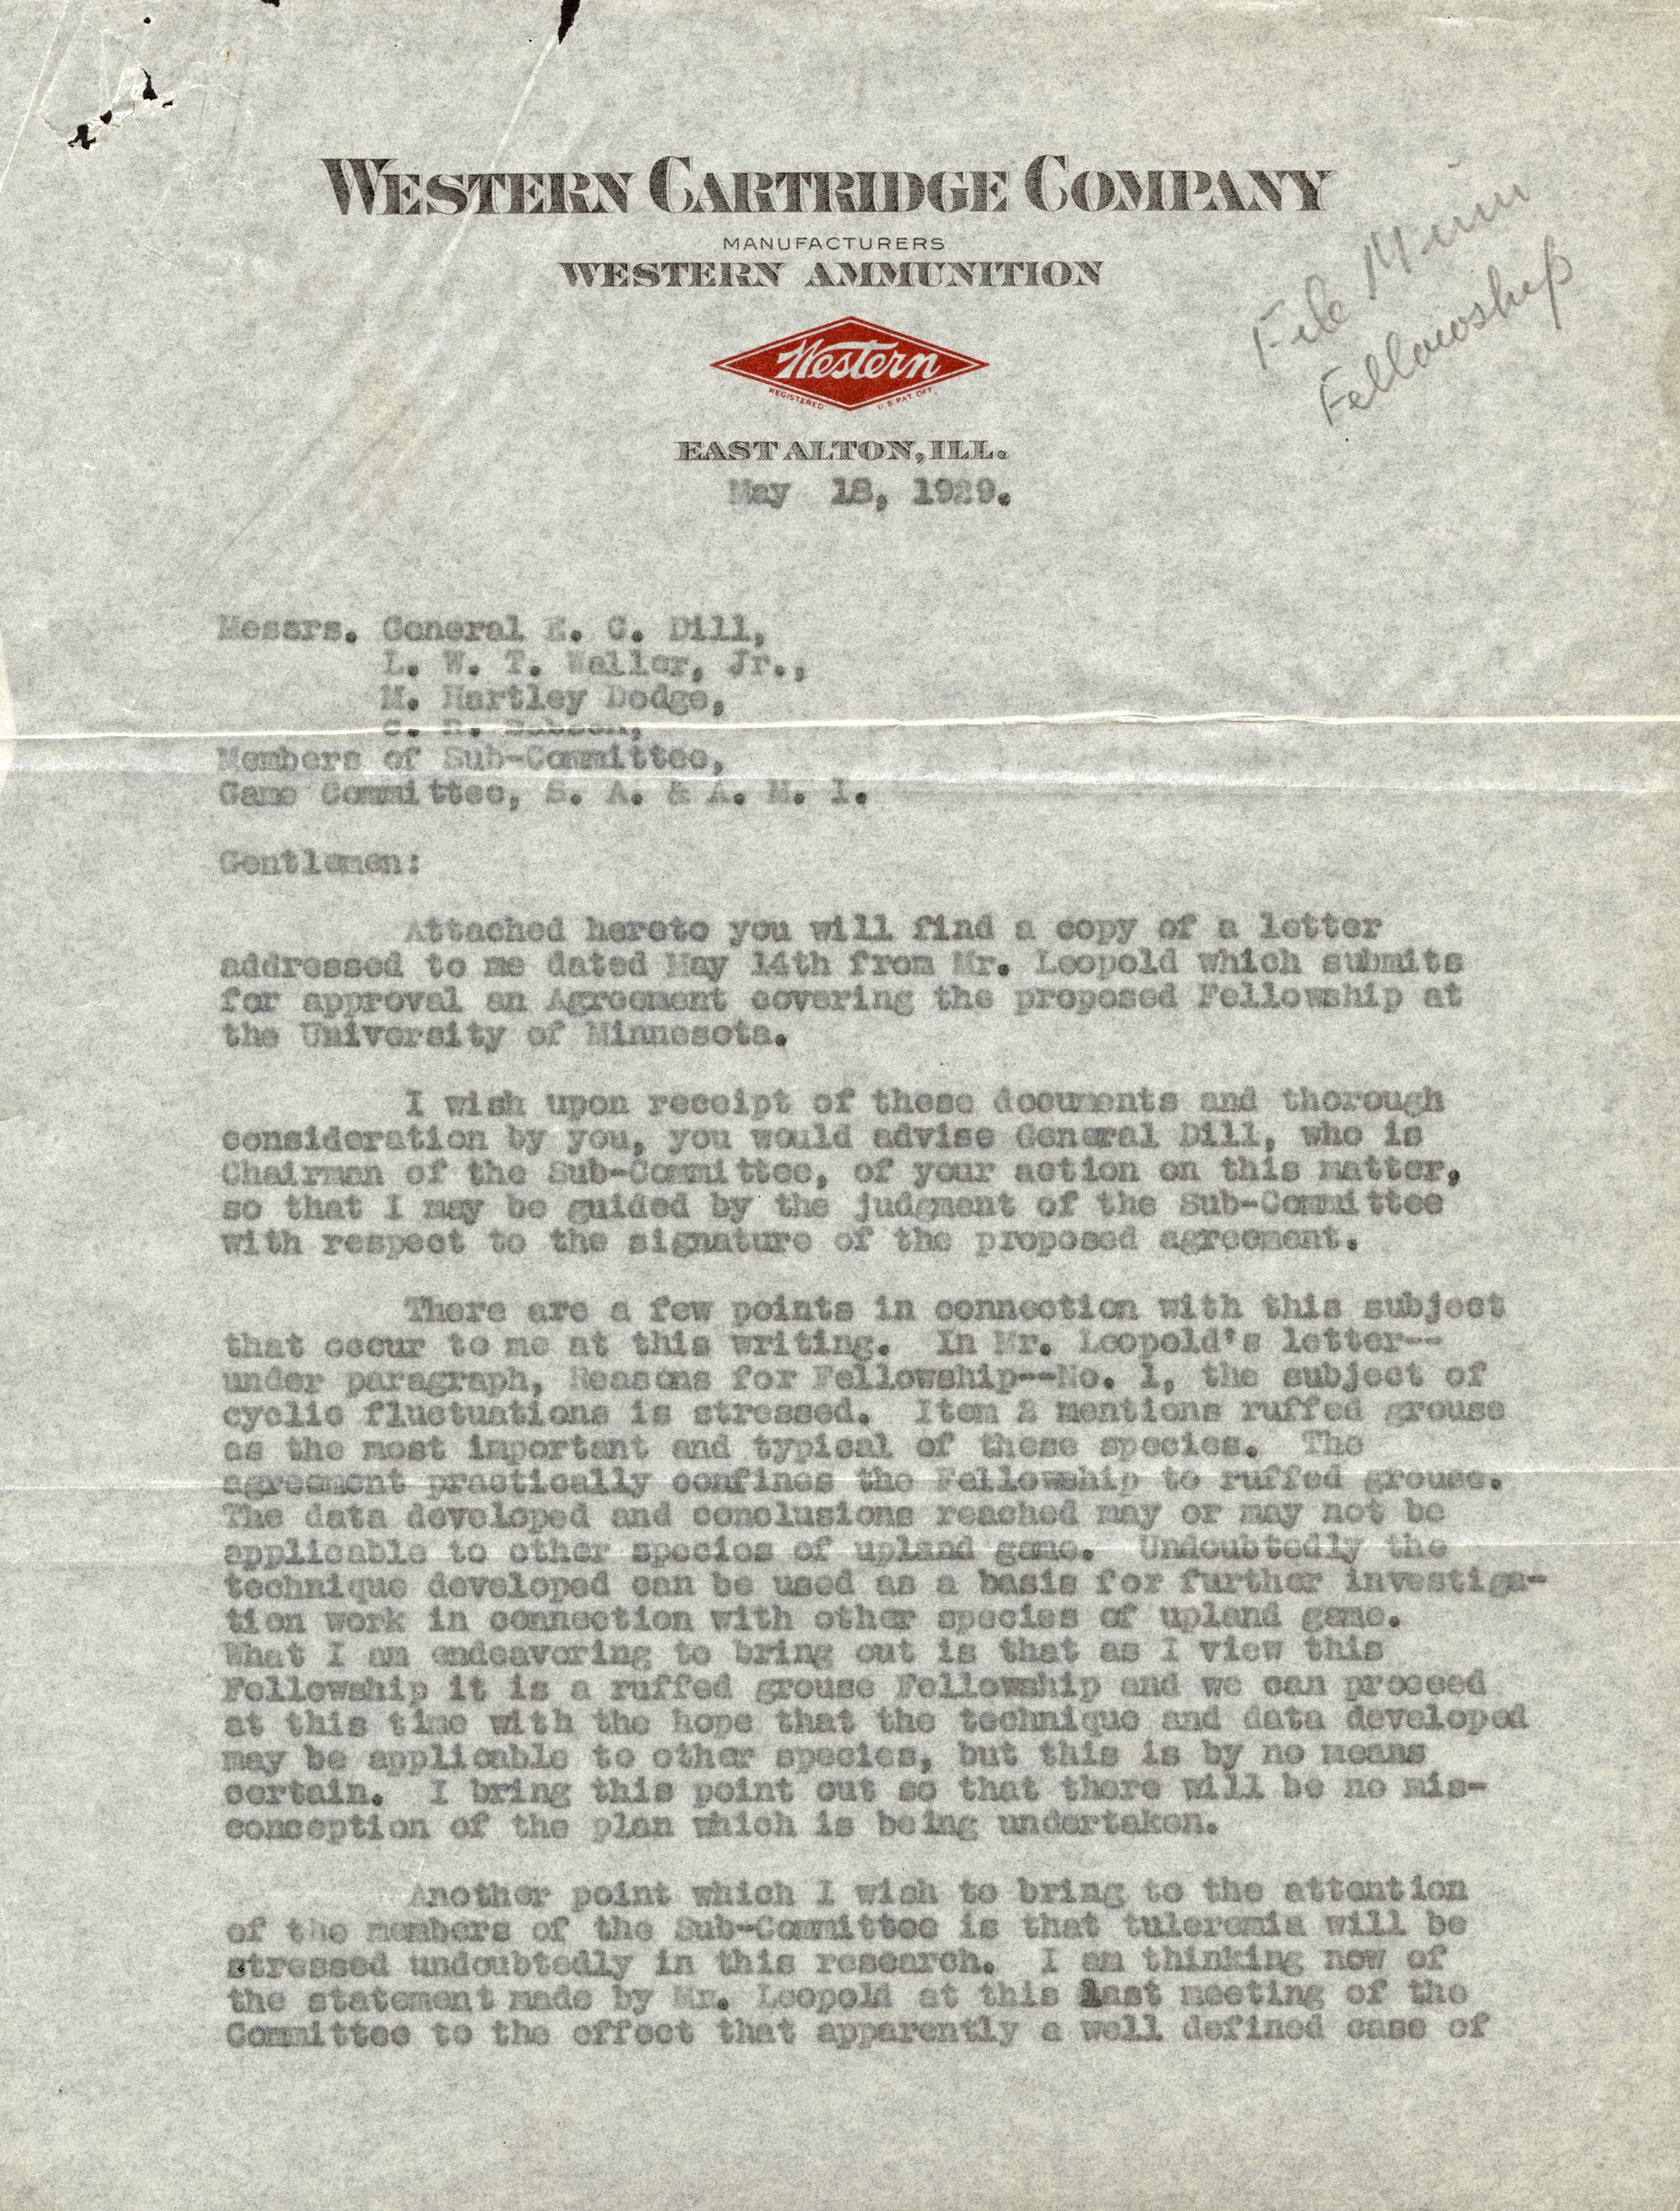 WESTERN CARTRIDGE COMPANY
MANUFACTURERS
WESTERN AMMUNITION
File Minn
Fellowship
Western
REGISTERED U.S. PAT. OFF.
EAST ALTON, ILL.
May 18, 1929.
Messrs. General E. C. Dill,
L. W. T. Waller, Jr.,
M. Hartley Dodge,
C. R. Babson,
Members of Sub-Committee,
Game Committee, S. A. & A. M. I.
Gentlemen:
Attached hereto you will find a copy of a letter
addressed to me dated May 14th from Mr. Leopold which submits
for approval an Agreement covering the proposed Fellowship at
the University of Minnesota.
I wish upon receipt of these documents and thorough
consideration by you, you would advise General Dill, who is
Chairman of the Sub-Committee, of your action on this matter,
so that I may be guided by the judgment of the Sub-Committee
with respect to the signature of the proposed agreement.
There are a few points in connection with this subject
that occur to me at this writing. In Mr. Leopold's letter--
under paragraph, Reasons for Fellowship--No. 1, the subject of
cyclic fluctuations is stressed. Item 2 mentions ruffed grouse
as the most important and typical of these species. The
agreement practically confines the Fellowship to ruffed grouse.
The data developed and conclusions reached may or may not be
applicable to other species of upland game. Undoubtedly the
technique developed can be used as a basis for further investiga-
tion work in connection with other species of upland game.
What I am endeavoring to bring out is that as I view this
Fellowship it is a ruffed grouse Fellowship and we can proceed
at this time with the hope that the technique and data developed
may be applicable to other species, but this is by no means
certain. I bring this point out so that there will be no mis-
conception of the plan which is being undertaken.
Another point which I wish to bring to the attention
of the members of the Sub-Committee is that tuleremia will be
stressed undoubtedly in this research. I am thinking now of
the statement made by Mr. Leopold at this last meeting of the
Committee to the effect that apparently a well defined case of